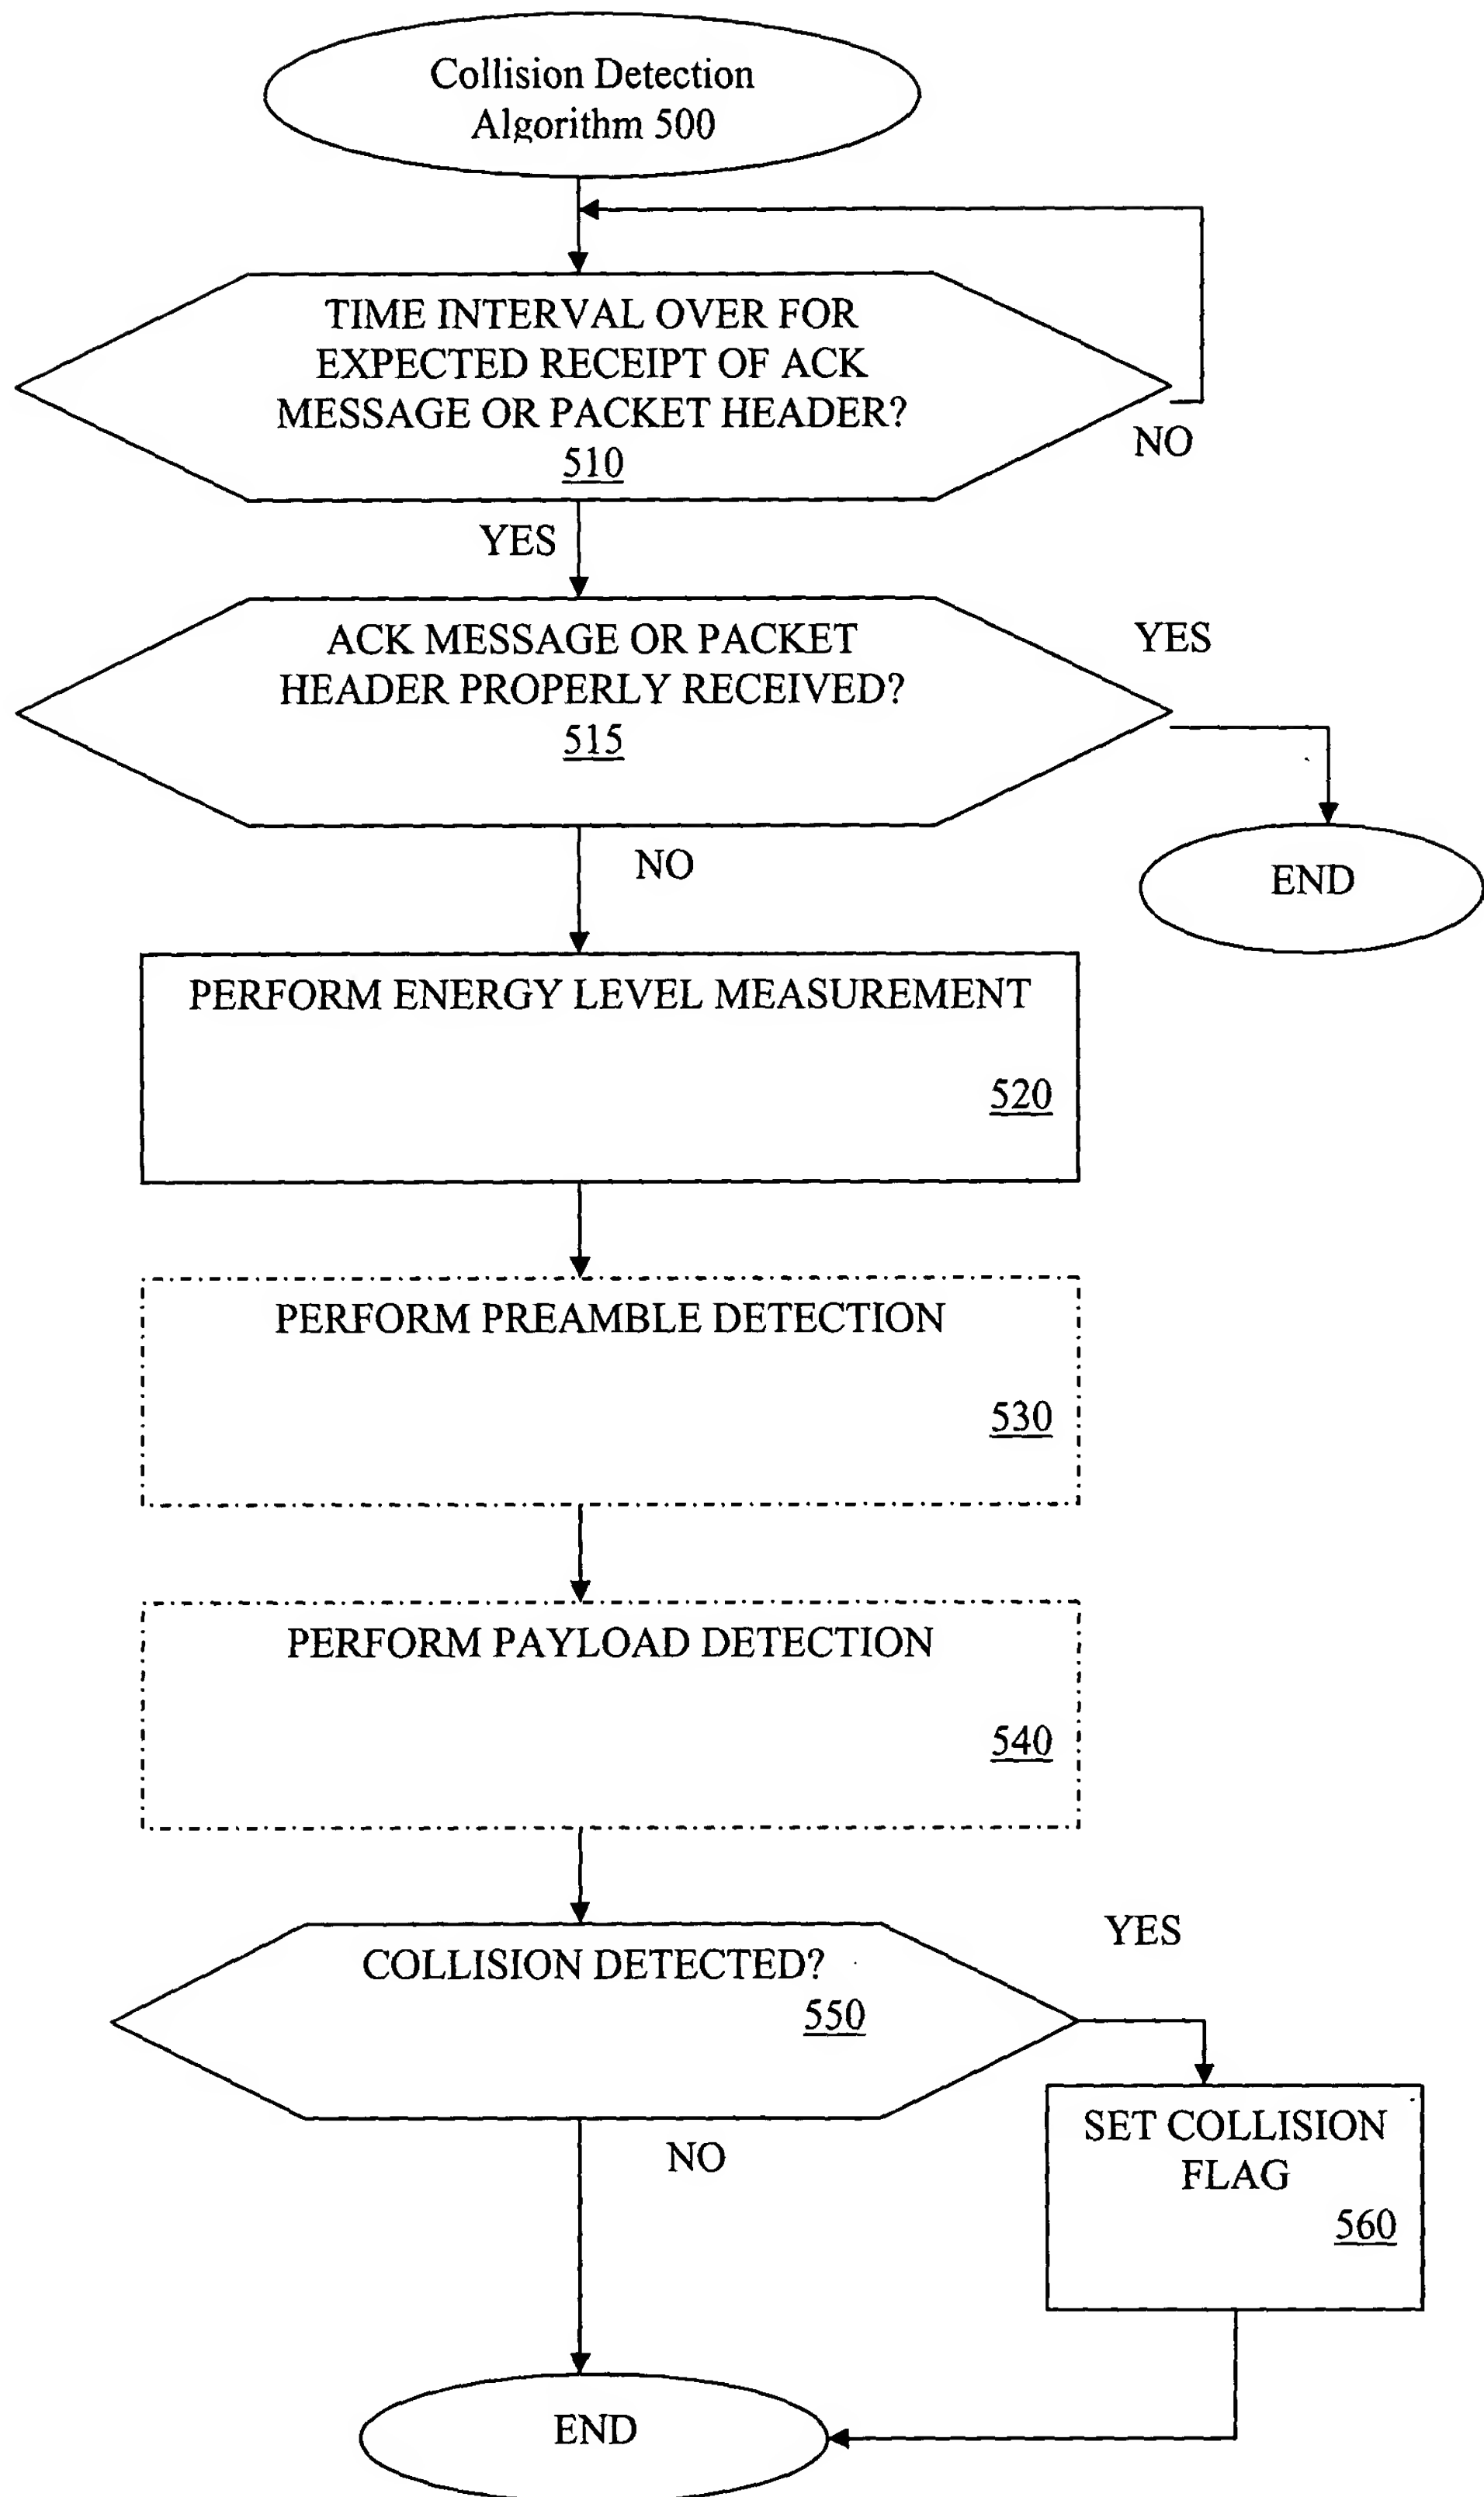 Collision Detection
Algorithm 500
TIME INTERVAL OVER FOR
EXPECTED RECEIPT OF ACK
MESSAGE OR PACKET HEADER?
510
NO
YES
ACK MESSAGE OR PACKET
HEADER PROPERLY RECEIVED?
515
YES
NO
END
PERFORM ENERGY LEVEL MEASUREMENT
520
PERFORM PREAMBLE DETECTION
530
PERFORM PAYLOAD DETECTION
540
COLLISION DETECTED?
550
YES
NO
SET COLLISION
FLAG
560
END